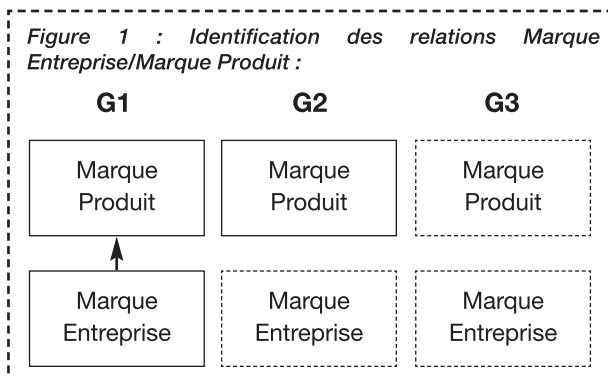 Figure 1 : Identification des relations Marque
Entreprise/Marque Produit :
G1 G2 G3
Marque Produit
Marque Produit
Marque Produit
Marque Entreprise
Marque Entreprise
Marque Entreprise